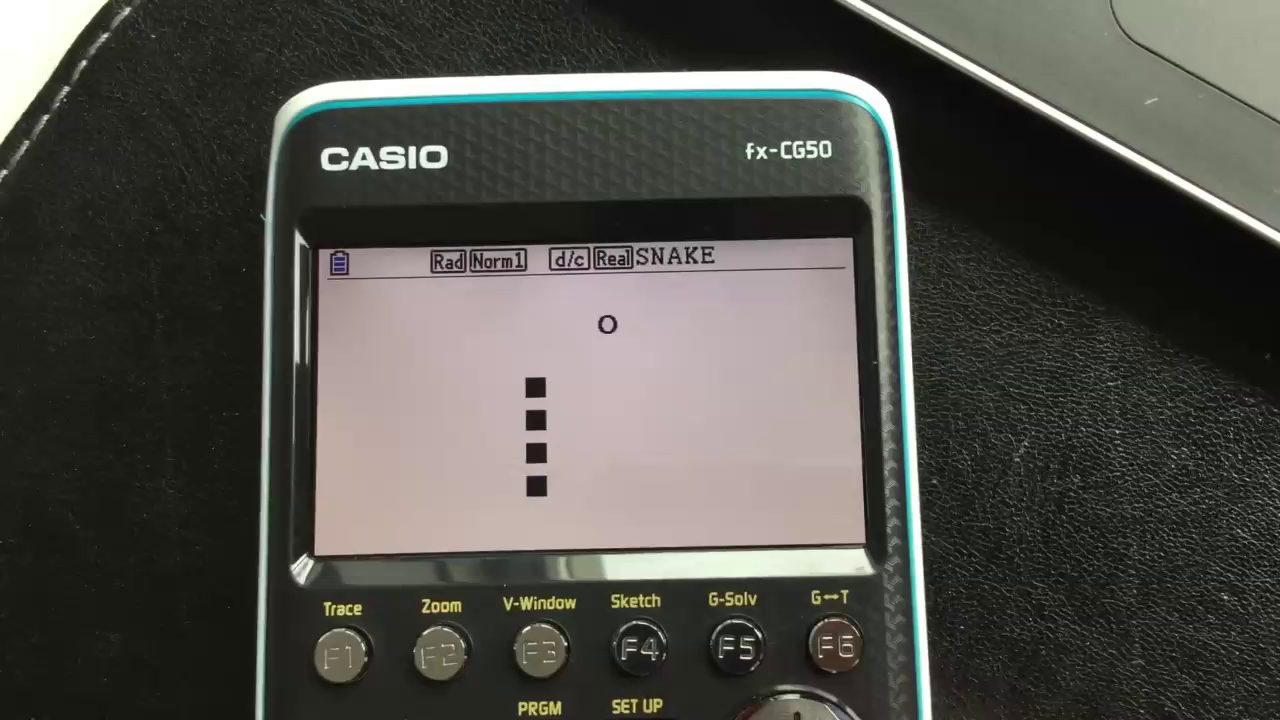 CASIO fx-CG50
Rad Norm1 d/c Real SNAKE
O
Trace Zoom V-Window Sketch G-Solv G↔T
F1 F2 F3 F4 F5 F6
PRGM SET UP